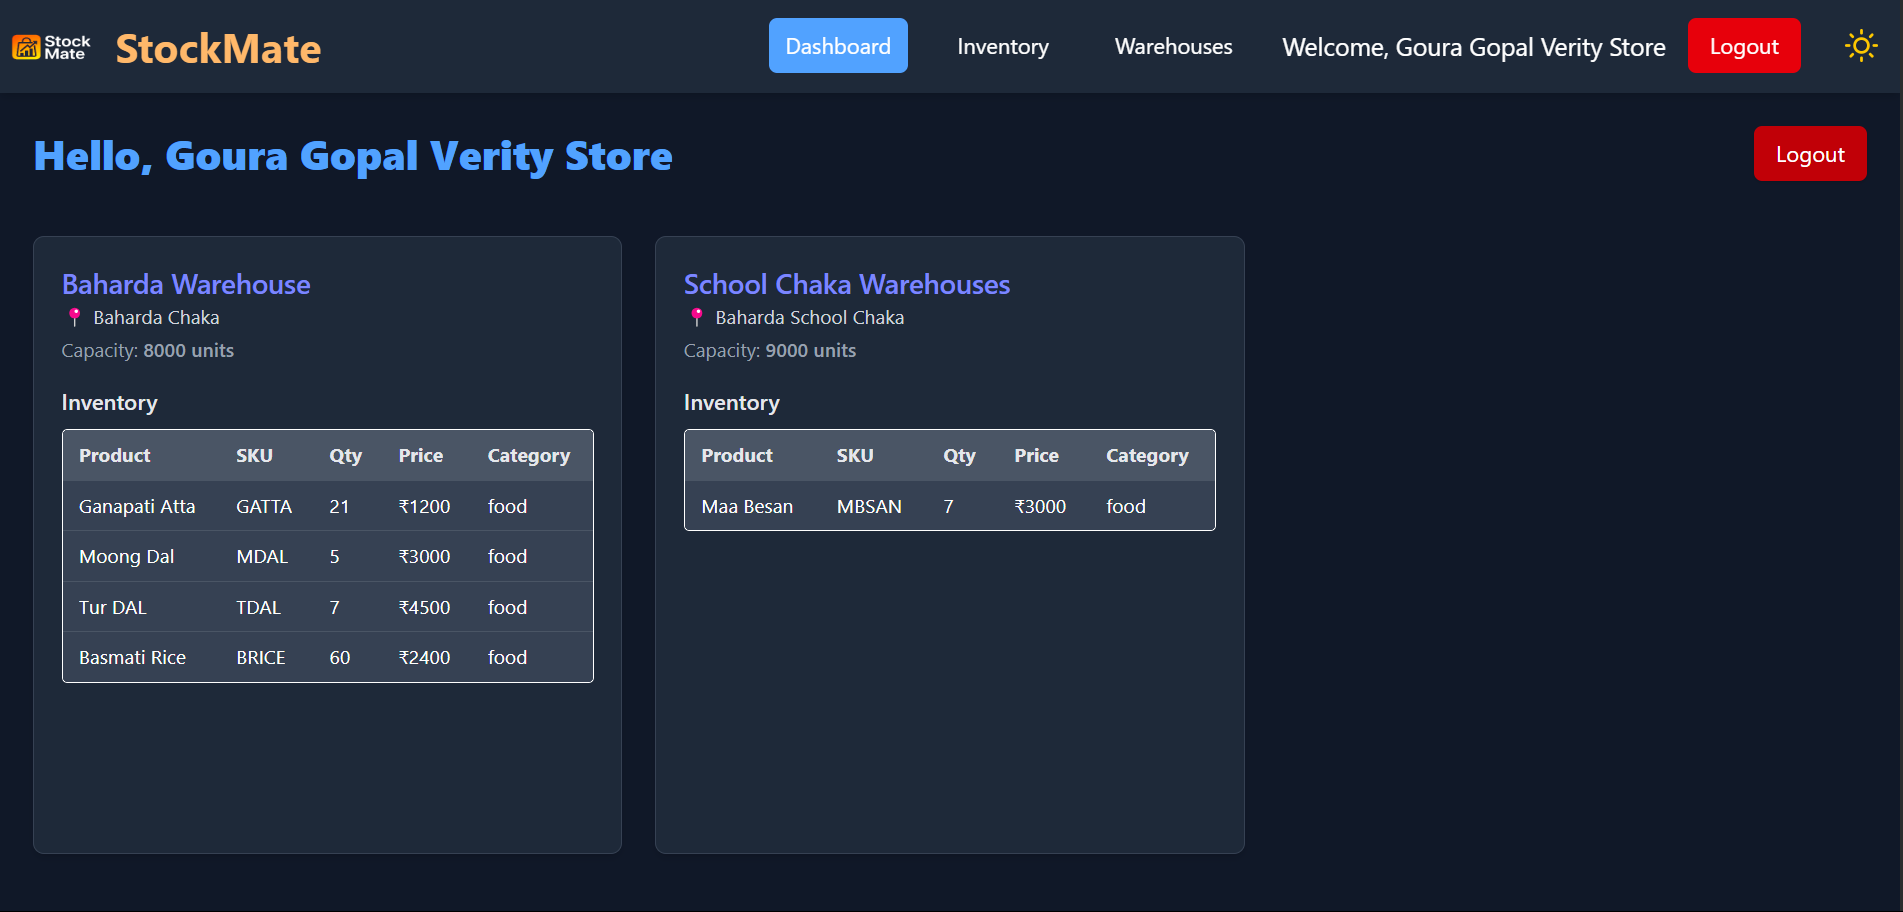 Stock
Mate
StockMate
Dashboard Inventory Warehouses Welcome, Goura Gopal Verity Store Logout
Hello, Goura Gopal Verity Store
Logout
Baharda Warehouse
Baharda Chaka
Capacity: 8000 units
Inventory
Product SKU Qty Price Category
Ganapati Atta GATTA 21 ₹1200 food
Moong Dal MDAL 5 ₹3000 food
Tur DAL TDAL 7 ₹4500 food
Basmati Rice BRICE 60 ₹2400 food
School Chaka Warehouses
Baharda School Chaka
Capacity: 9000 units
Inventory
Product SKU Qty Price Category
Maa Besan MBSAN 7 ₹3000 food